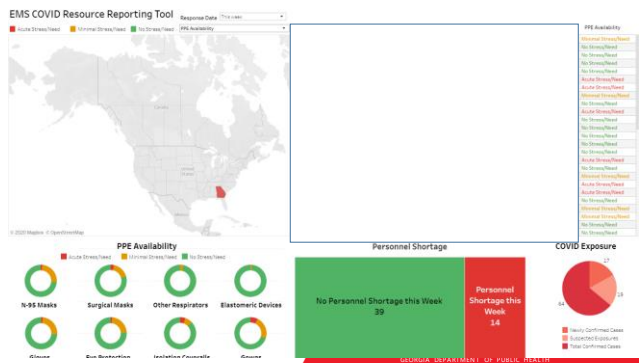 EMS COVID Resource Reporting Tool
Response Date This week
Acute Stress/Need Minimal Stress/Need No Stress/Need
PPE Availability
PPE Availability
Minimal Stress/Need
No Stress/Need
No Stress/Need
No Stress/Need
No Stress/Need
Acute Stress/Need
Acute Stress/Need
Minimal Stress/Need
No Stress/Need
Acute Stress/Need
No Stress/Need
No Stress/Need
No Stress/Need
No Stress/Need
No Stress/Need
Acute Stress/Need
No Stress/Need
Minimal Stress/Need
Acute Stress/Need
Acute Stress/Need
No Stress/Need
Minimal Stress/Need
Minimal Stress/Need
No Stress/Need
No Stress/Need
Canada
United
States
Mexico
© 2020 Mapbox © OpenStreetMap
PPE Availability
Acute Stress/Need Minimal Stress/Need No Stress/Need
N-95 Masks Surgical Masks Other Respirators Elastomeric Devices
Gloves Eye Protection Isolation Coveralls Gowns
Personnel Shortage
No Personnel Shortage this Week
39
Personnel
Shortage this
Week
14
COVID Exposure
17
18
64
Newly Confirmed Cases
Suspected Exposures
Total Confirmed Cases
GEORGIA DEPARTMENT OF PUBLIC HEALTH